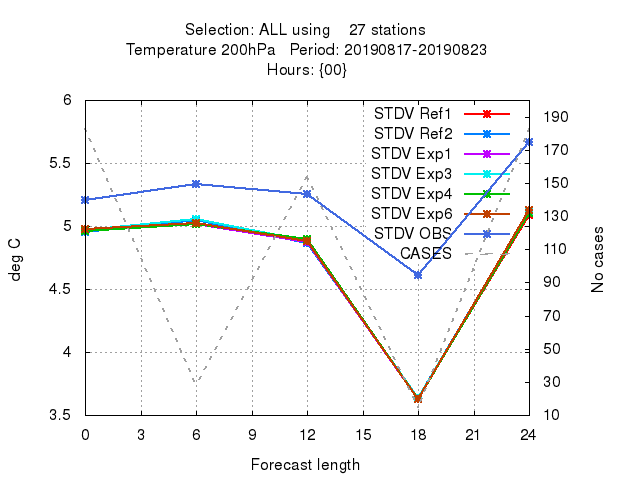 Selection: ALL using    27 stations
Temperature 200hPa   Period: 20190817-20190823
Hours: {00}
STDV Ref1
STDV Ref2
STDV Exp1
STDV Exp3
STDV Exp4
STDV Exp6
STDV OBS
CASES
6
5.5
5
4.5
4
3.5
deg C
190
170
150
130
110
90
70
50
30
10
No cases
0 3 6 9 12 15 18 21 24
Forecast length